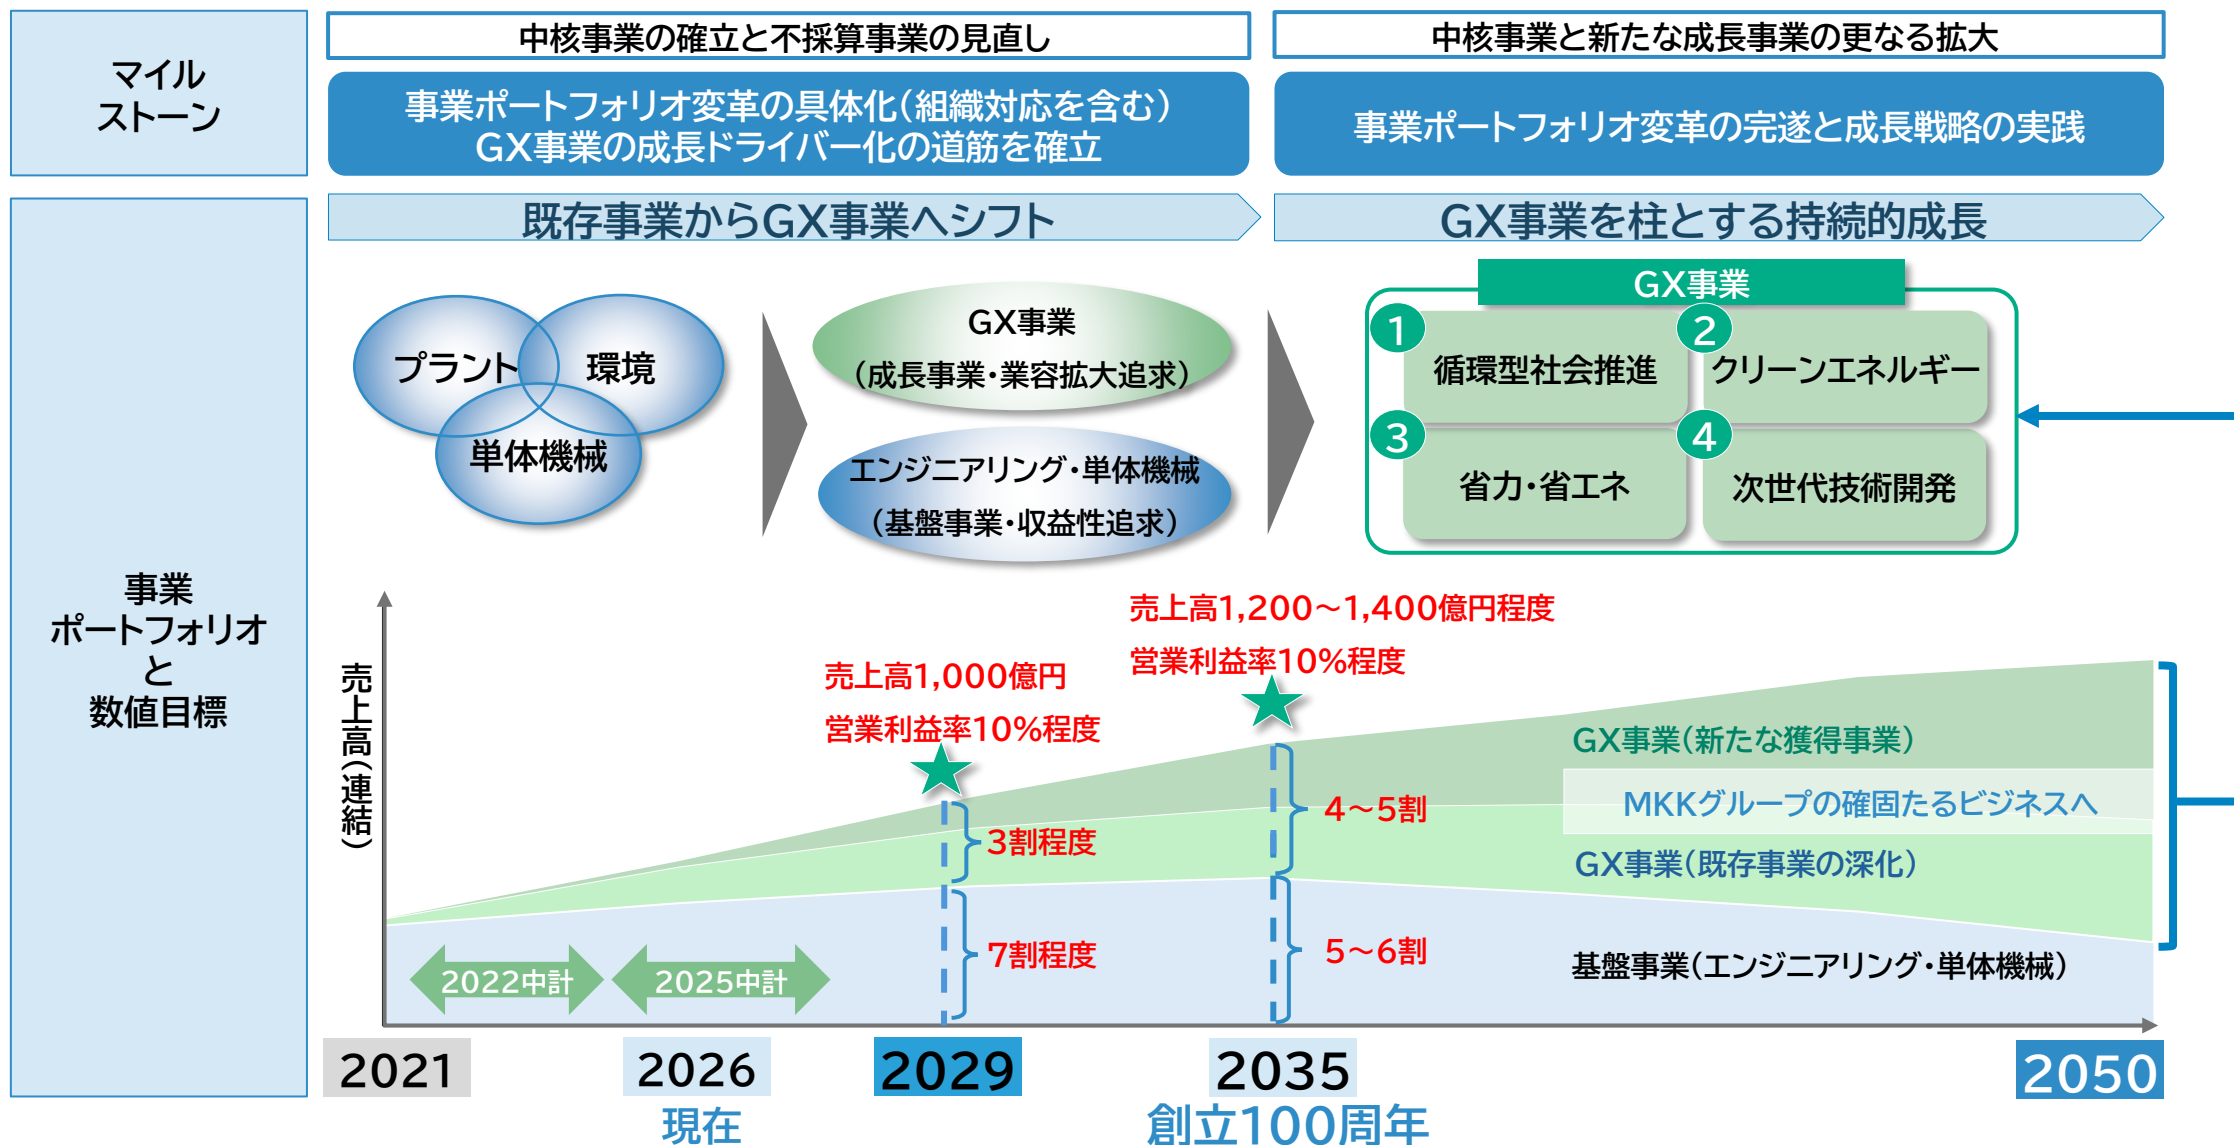 マイル
ストーン
中核事業の確立と不採算事業の見直し
中核事業と新たな成長事業の更なる拡大
事業ポートフォリオ変革の具体化(組織対応を含む)
GX事業の成長ドライバー化の道筋を確立
事業ポートフォリオ変革の完遂と成長戦略の実践
事業
ポートフォリオ
と
数値目標
既存事業からGX事業へシフト
GX事業を柱とする持続的成長
プラント
環境
単体機械
GX事業
(成長事業・業容拡大追求)
エンジニアリング・単体機械
(基盤事業・収益性追求)
GX事業
1
循環型社会推進
2
クリーンエネルギー
3
省力・省エネ
4
次世代技術開発
売上高(連結)
売上高1,000億円
営業利益率10%程度
売上高1,200～1,400億円程度
営業利益率10%程度
3割程度
7割程度
4～5割
5～6割
GX事業(新たな獲得事業)
MKKグループの確固たるビジネスへ
GX事業(既存事業の深化)
基盤事業(エンジニアリング・単体機械)
2022中計
2025中計
2021
2026
現在
2029
2035
創立100周年
2050